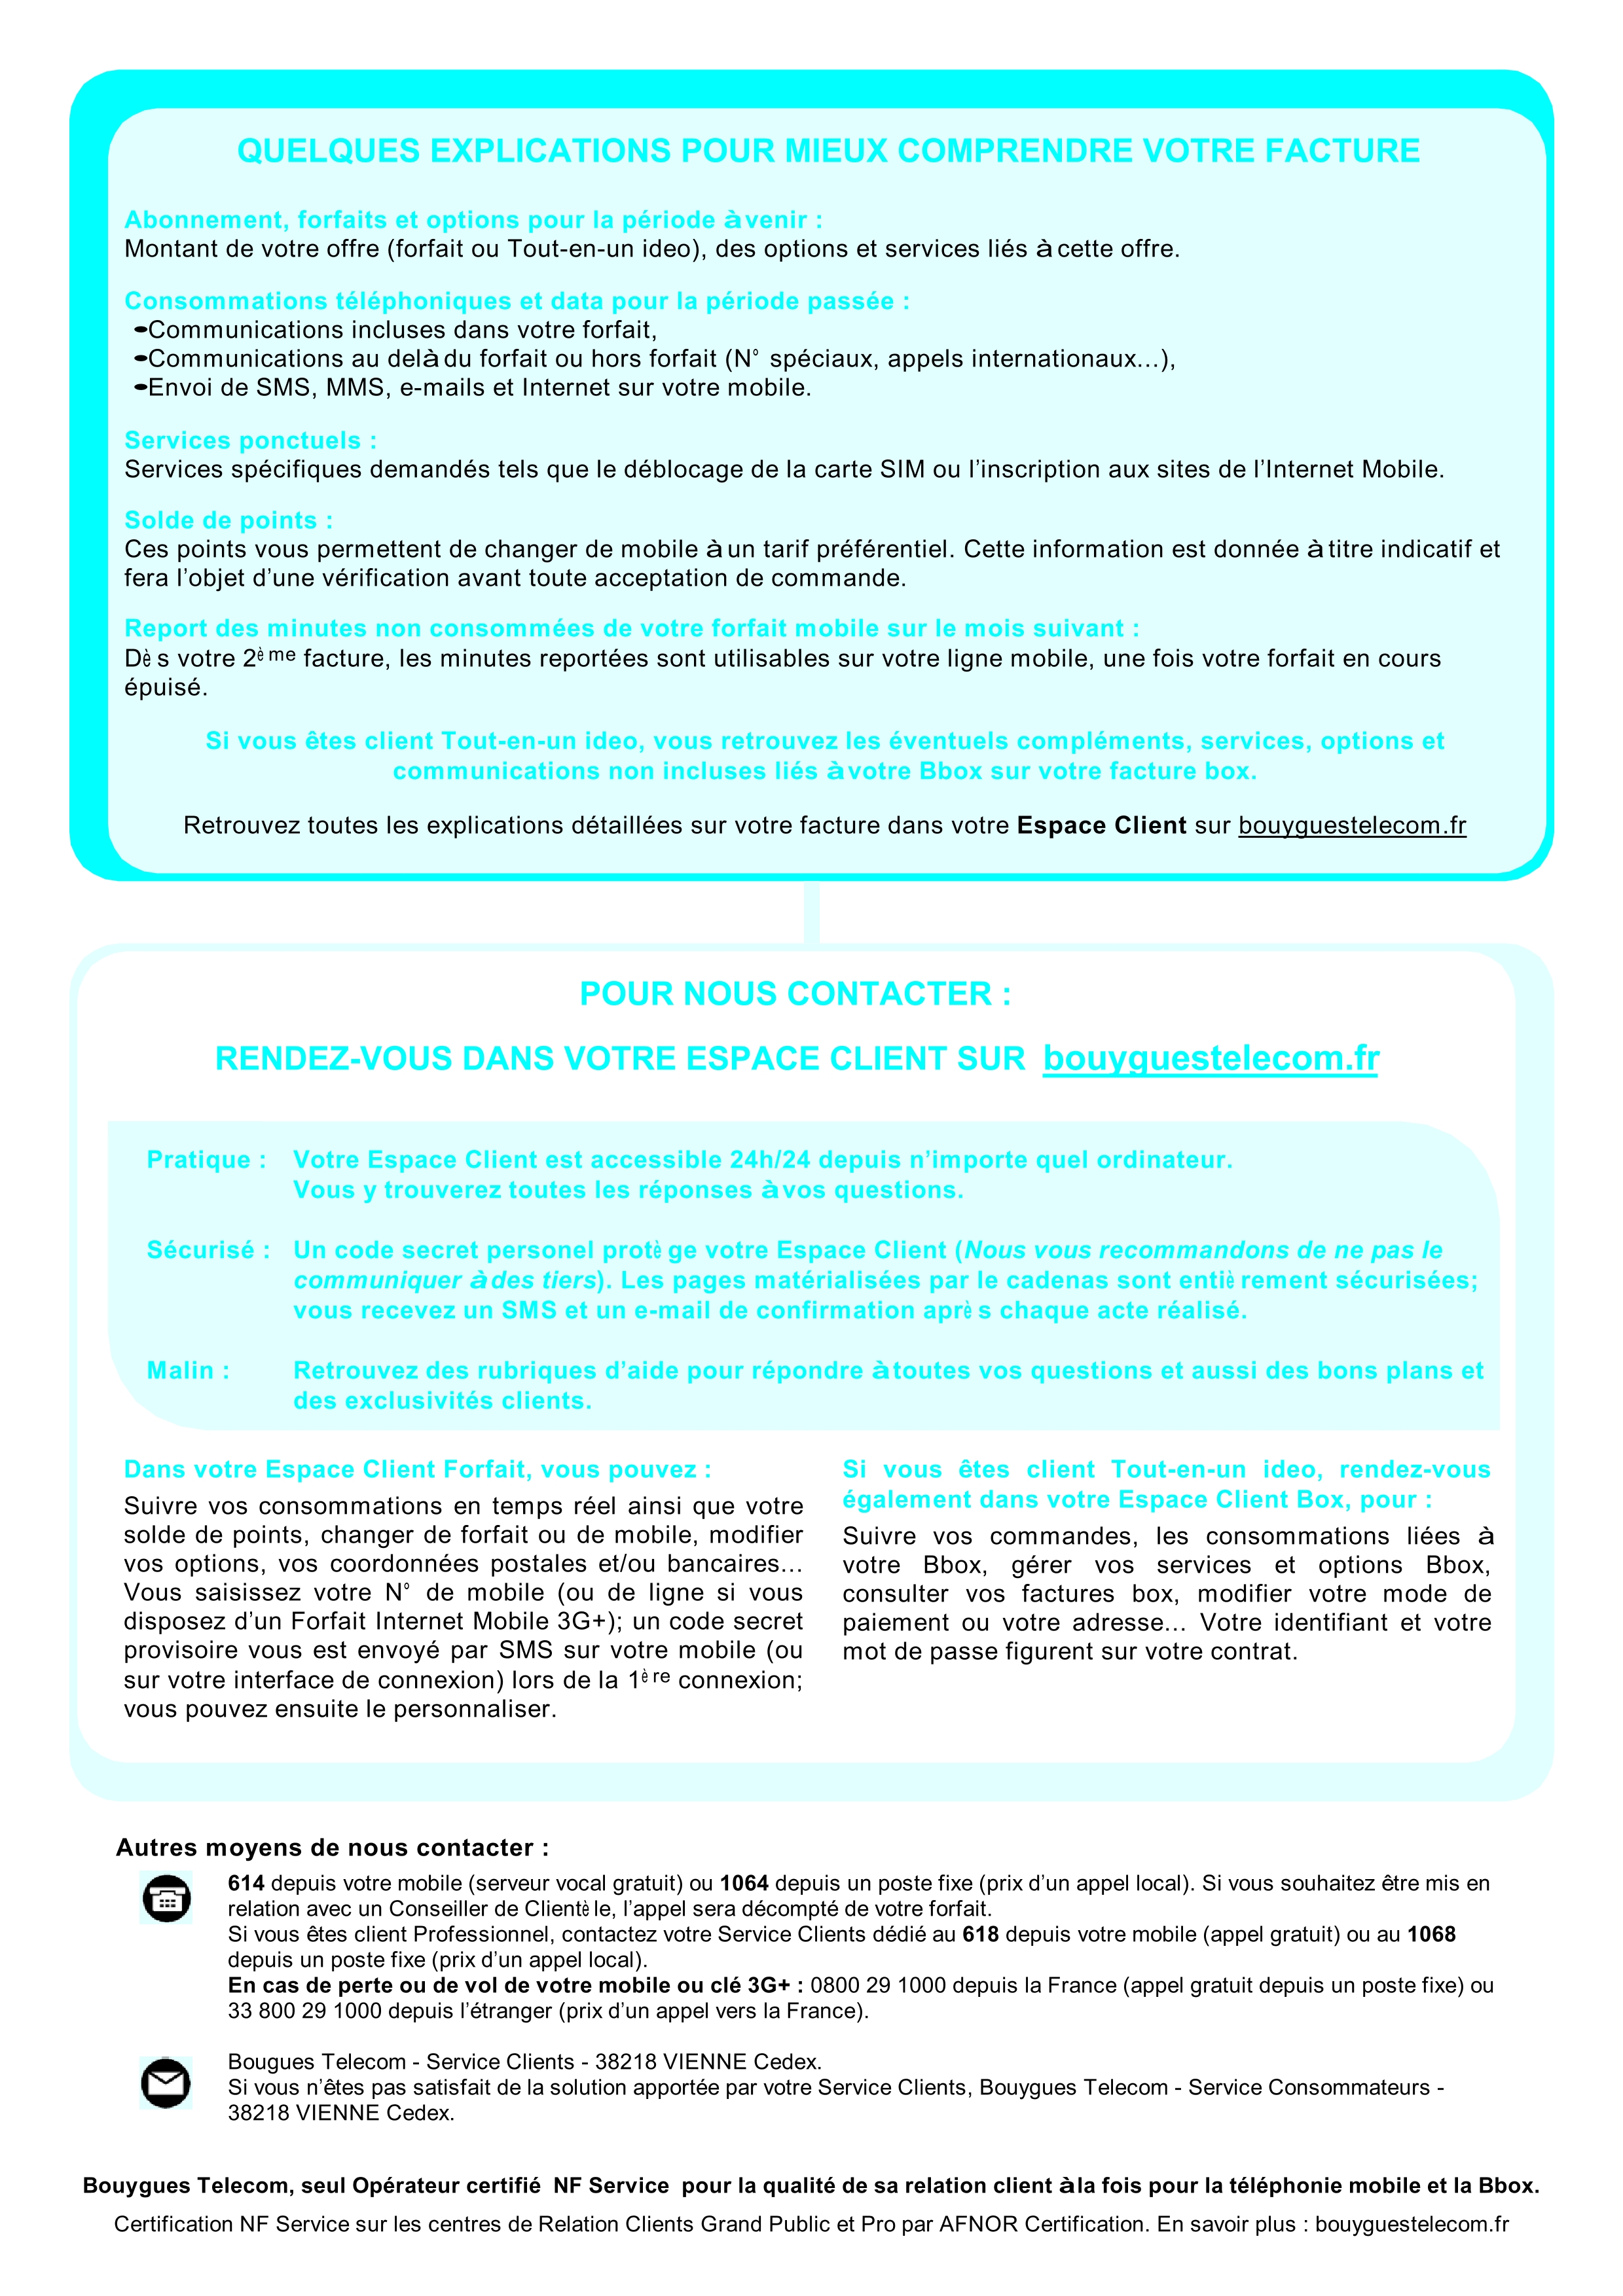 QUELQUES EXPLICATIONS POUR MIEUX COMPRENDRE VOTRE FACTURE
Abonnement, forfaits et options pour la période à venir :
Montant de votre offre (forfait ou Tout-en-un ideo), des options et services liés à cette offre.
Consommations téléphoniques et data pour la période passée :
•Communications incluses dans votre forfait,
•Communications au delà du forfait ou hors forfait (N° spéciaux, appels internationaux...),
•Envoi de SMS, MMS, e-mails et Internet sur votre mobile.
Services ponctuels :
Services spécifiques demandés tels que le déblocage de la carte SIM ou l'inscription aux sites de l'Internet Mobile.
Solde de points :
Ces points vous permettent de changer de mobile à un tarif préférentiel. Cette information est donnée à titre indicatif et
fera l'objet d'une vérification avant toute acceptation de commande.
Report des minutes non consommées de votre forfait mobile sur le mois suivant :
Dès votre 2ème facture, les minutes reportées sont utilisables sur votre ligne mobile, une fois votre forfait en cours
épuisé.
Si vous êtes client Tout-en-un ideo, vous retrouvez les éventuels compléments, services, options et
communications non incluses liés à votre Bbox sur votre facture box.
Retrouvez toutes les explications détaillées sur votre facture dans votre Espace Client sur bouyguestelecom.fr
POUR NOUS CONTACTER :
RENDEZ-VOUS DANS VOTRE ESPACE CLIENT SUR bouyguestelecom.fr
Pratique : Votre Espace Client est accessible 24h/24 depuis n'importe quel ordinateur.
Vous y trouverez toutes les réponses à vos questions.
Sécurisé : Un code secret personel protège votre Espace Client (Nous vous recommandons de ne pas le
communiquer à des tiers). Les pages matérialisées par le cadenas sont entièrement sécurisées;
vous recevez un SMS et un e-mail de confirmation après chaque acte réalisé.
Malin : Retrouvez des rubriques d'aide pour répondre à toutes vos questions et aussi des bons plans et
des exclusivités clients.
Dans votre Espace Client Forfait, vous pouvez :
Suivre vos consommations en temps réel ainsi que votre
solde de points, changer de forfait ou de mobile, modifier
vos options, vos coordonnées postales et/ou bancaires...
Vous saisissez votre N° de mobile (ou de ligne si vous
disposez d'un Forfait Internet Mobile 3G+); un code secret
provisoire vous est envoyé par SMS sur votre mobile (ou
sur votre interface de connexion) lors de la 1ère connexion;
vous pouvez ensuite le personnaliser.
Si vous êtes client Tout-en-un ideo, rendez-vous
également dans votre Espace Client Box, pour :
Suivre vos commandes, les consommations liées à
votre Bbox, gérer vos services et options Bbox,
consulter vos factures box, modifier votre mode de
paiement ou votre adresse... Votre identifiant et votre
mot de passe figurent sur votre contrat.
Autres moyens de nous contacter :
614 depuis votre mobile (serveur vocal gratuit) ou 1064 depuis un poste fixe (prix d'un appel local). Si vous souhaitez être mis en
relation avec un Conseiller de Clientèle, l'appel sera décompté de votre forfait.
Si vous êtes client Professionnel, contactez votre Service Clients dédié au 618 depuis votre mobile (appel gratuit) ou au 1068
depuis un poste fixe (prix d'un appel local).
En cas de perte ou de vol de votre mobile ou clé 3G+ : 0800 29 1000 depuis la France (appel gratuit depuis un poste fixe) ou
33 800 29 1000 depuis l'étranger (prix d'un appel vers la France).
Bougues Telecom - Service Clients - 38218 VIENNE Cedex.
Si vous n'êtes pas satisfait de la solution apportée par votre Service Clients, Bouygues Telecom - Service Consommateurs -
38218 VIENNE Cedex.
Bouygues Telecom, seul Opérateur certifié NF Service pour la qualité de sa relation client à la fois pour la téléphonie mobile et la Bbox.
Certification NF Service sur les centres de Relation Clients Grand Public et Pro par AFNOR Certification. En savoir plus : bouyguestelecom.fr